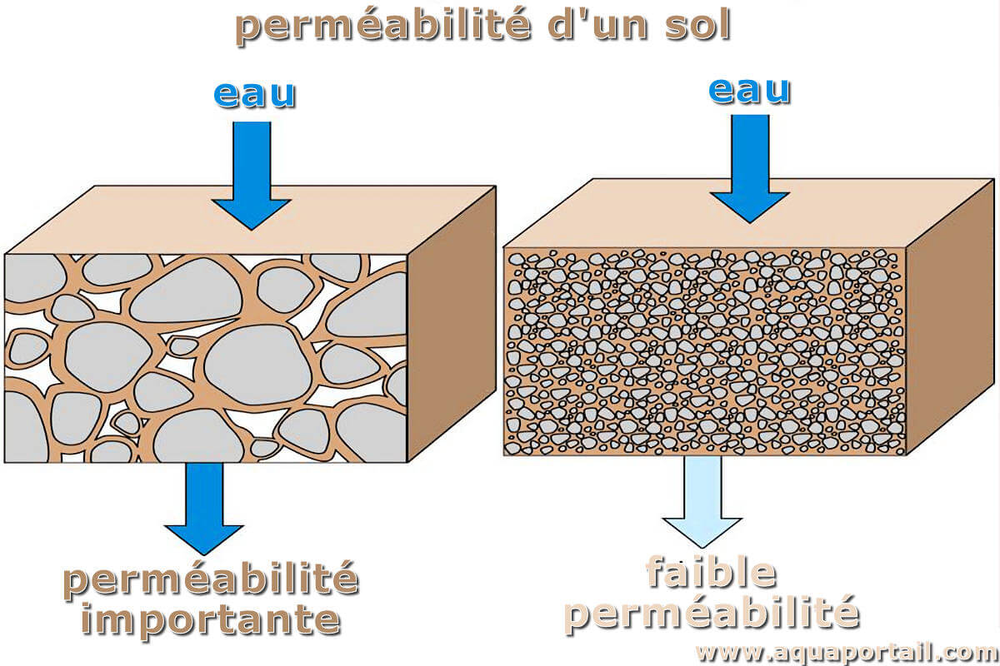 perméabilité d'un sol
eau
eau
perméabilité
importante
faible
perméabilité
www.aquaportail.com